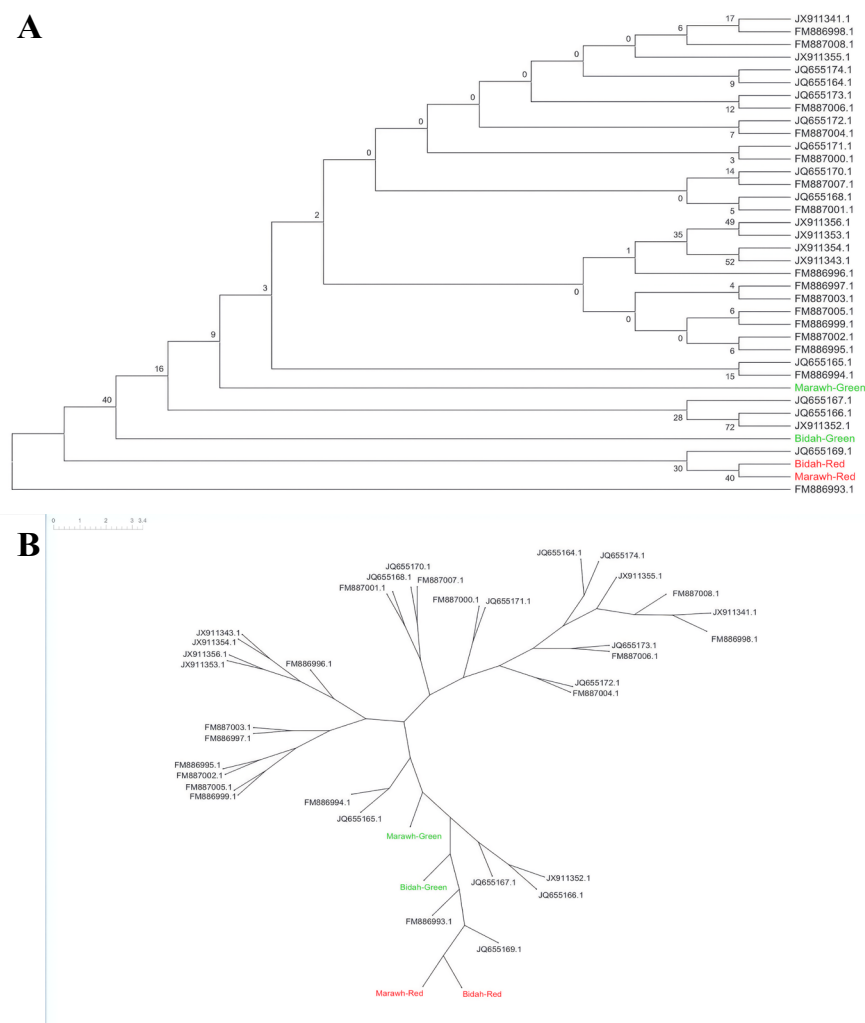 A
17
JX911341.1
6
FM886998.1
0
FM887008.1
0
JX911355.1
0
JQ655174.1
9
JQ655164.1
0
JQ655173.1
12
FM887006.1
0
JQ655172.1
7
FM887004.1
0
JQ655171.1
3
FM887000.1
14
JQ655170.1
FM887007.1
0
JQ655168.1
5
FM887001.1
2
49
JX911356.1
35
JX911353.1
1
JX911354.1
52
JX911343.1
FM886996.1
0
4
FM886997.1
FM887003.1
3
0
6
FM887005.1
FM886999.1
0
FM887002.1
6
FM886995.1
9
JQ655165.1
15
FM886994.1
16
Marawh-Green
40
JQ655167.1
28
JQ655166.1
72
JX911352.1
Bidah-Green
JQ655169.1
30
Bidah-Red
40
Marawh-Red
FM886993.1
B
0 1 2 3 3.4
JQ655164.1
JQ655174.1
JQ655170.1
JQ655168.1
FM887007.1
FM887001.1
JX911355.1
FM887008.1
FM887000.1
JQ655171.1
JX911341.1
FM886998.1
JX911343.1
JX911354.1
JX911356.1
JX911353.1
FM886996.1
JQ655173.1
FM887006.1
JQ655172.1
FM887004.1
FM887003.1
FM886997.1
FM886995.1
FM887002.1
FM887005.1
FM886999.1
FM886994.1
JQ655165.1
Marawh-Green
JX911352.1
JQ655167.1
JQ655166.1
Bidah-Green
FM886993.1
JQ655169.1
Marawh-Red
Bidah-Red